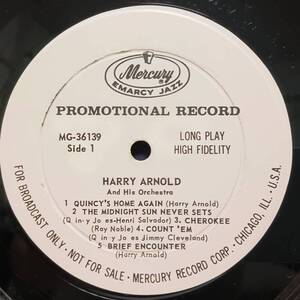 Mercury
EMARCY JAZZ
PROMOTIONAL RECORD
MG-36139
Side 1
LONG PLAY
HIGH FIDELITY
HARRY ARNOLD
And His Orchestra
1 QUINCY'S HOME AGAIN (Harry Arnold)
2 THE MIDNIGHT SUN NEVER SETS
(Q in-y Jo es-Henri Salvador) 3 CHEROKEE
(Ray Noble) 4 COUNT 'EM
(Q in-y Jo es Jimmy Cleveland)
5 BRIEF ENCOUNTER
(Harry Arnold)
FOR BROADCAST ONLY - NOT FOR SALE - MERCURY RECORD CORP. - CHICAGO, ILL. - U.S.A.